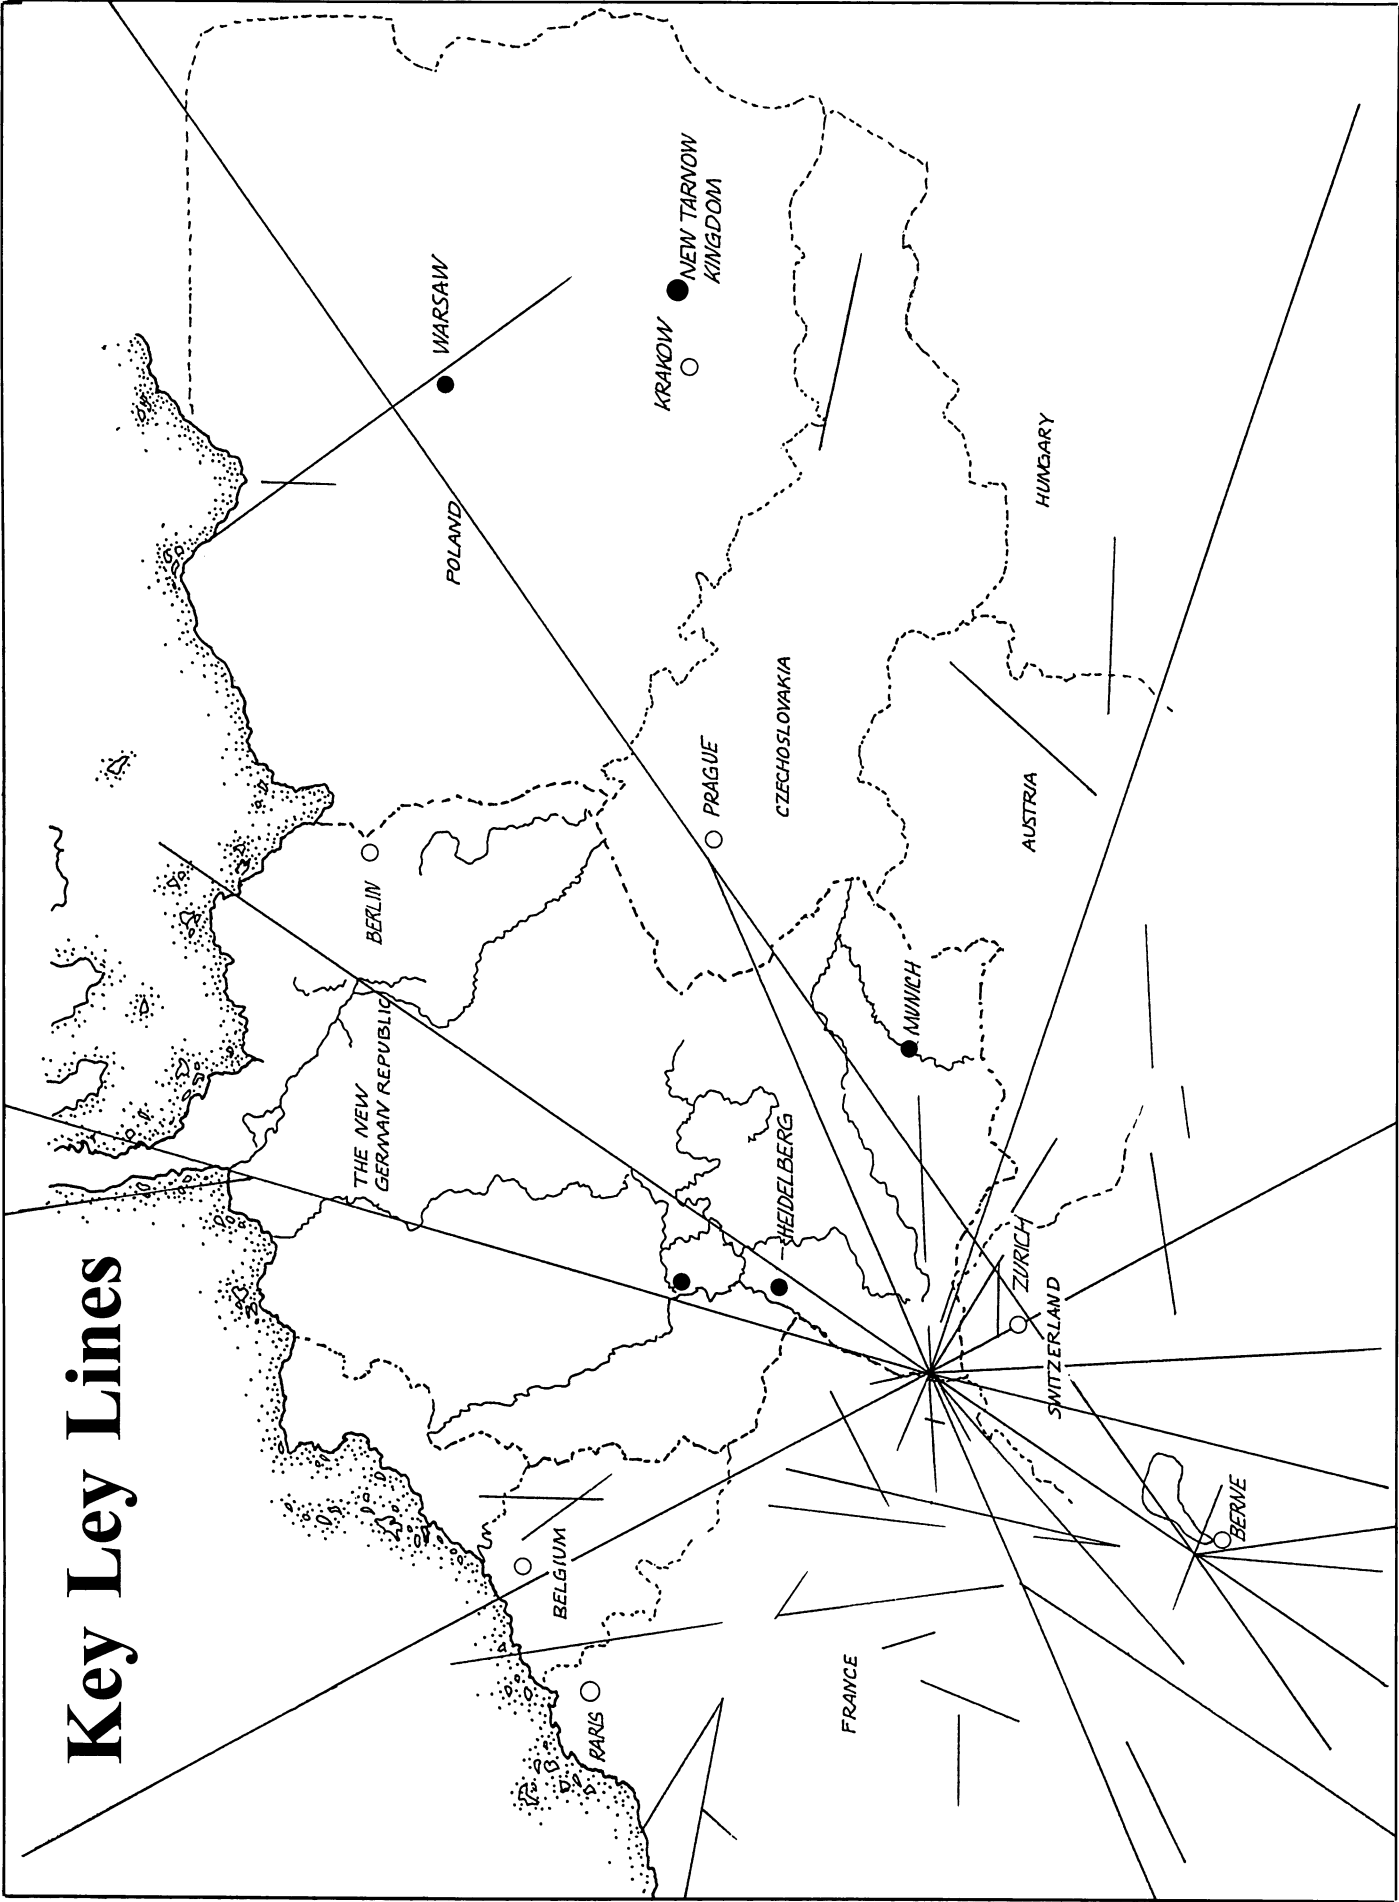 Key Ley Lines
WARSAW
NEW TARNOW
KINGDOM
KRAKOW
POLAND
HUNGARY
BERLIN
PRAGUE
CZECHOSLOVAKIA
AUSTRIA
THE NEW
GERMAN REPUBLIC
MUNICH
HEIDELBERG
ZURICH
SWITZERLAND
BELGIUM
BERNE
RARIS
FRANCE